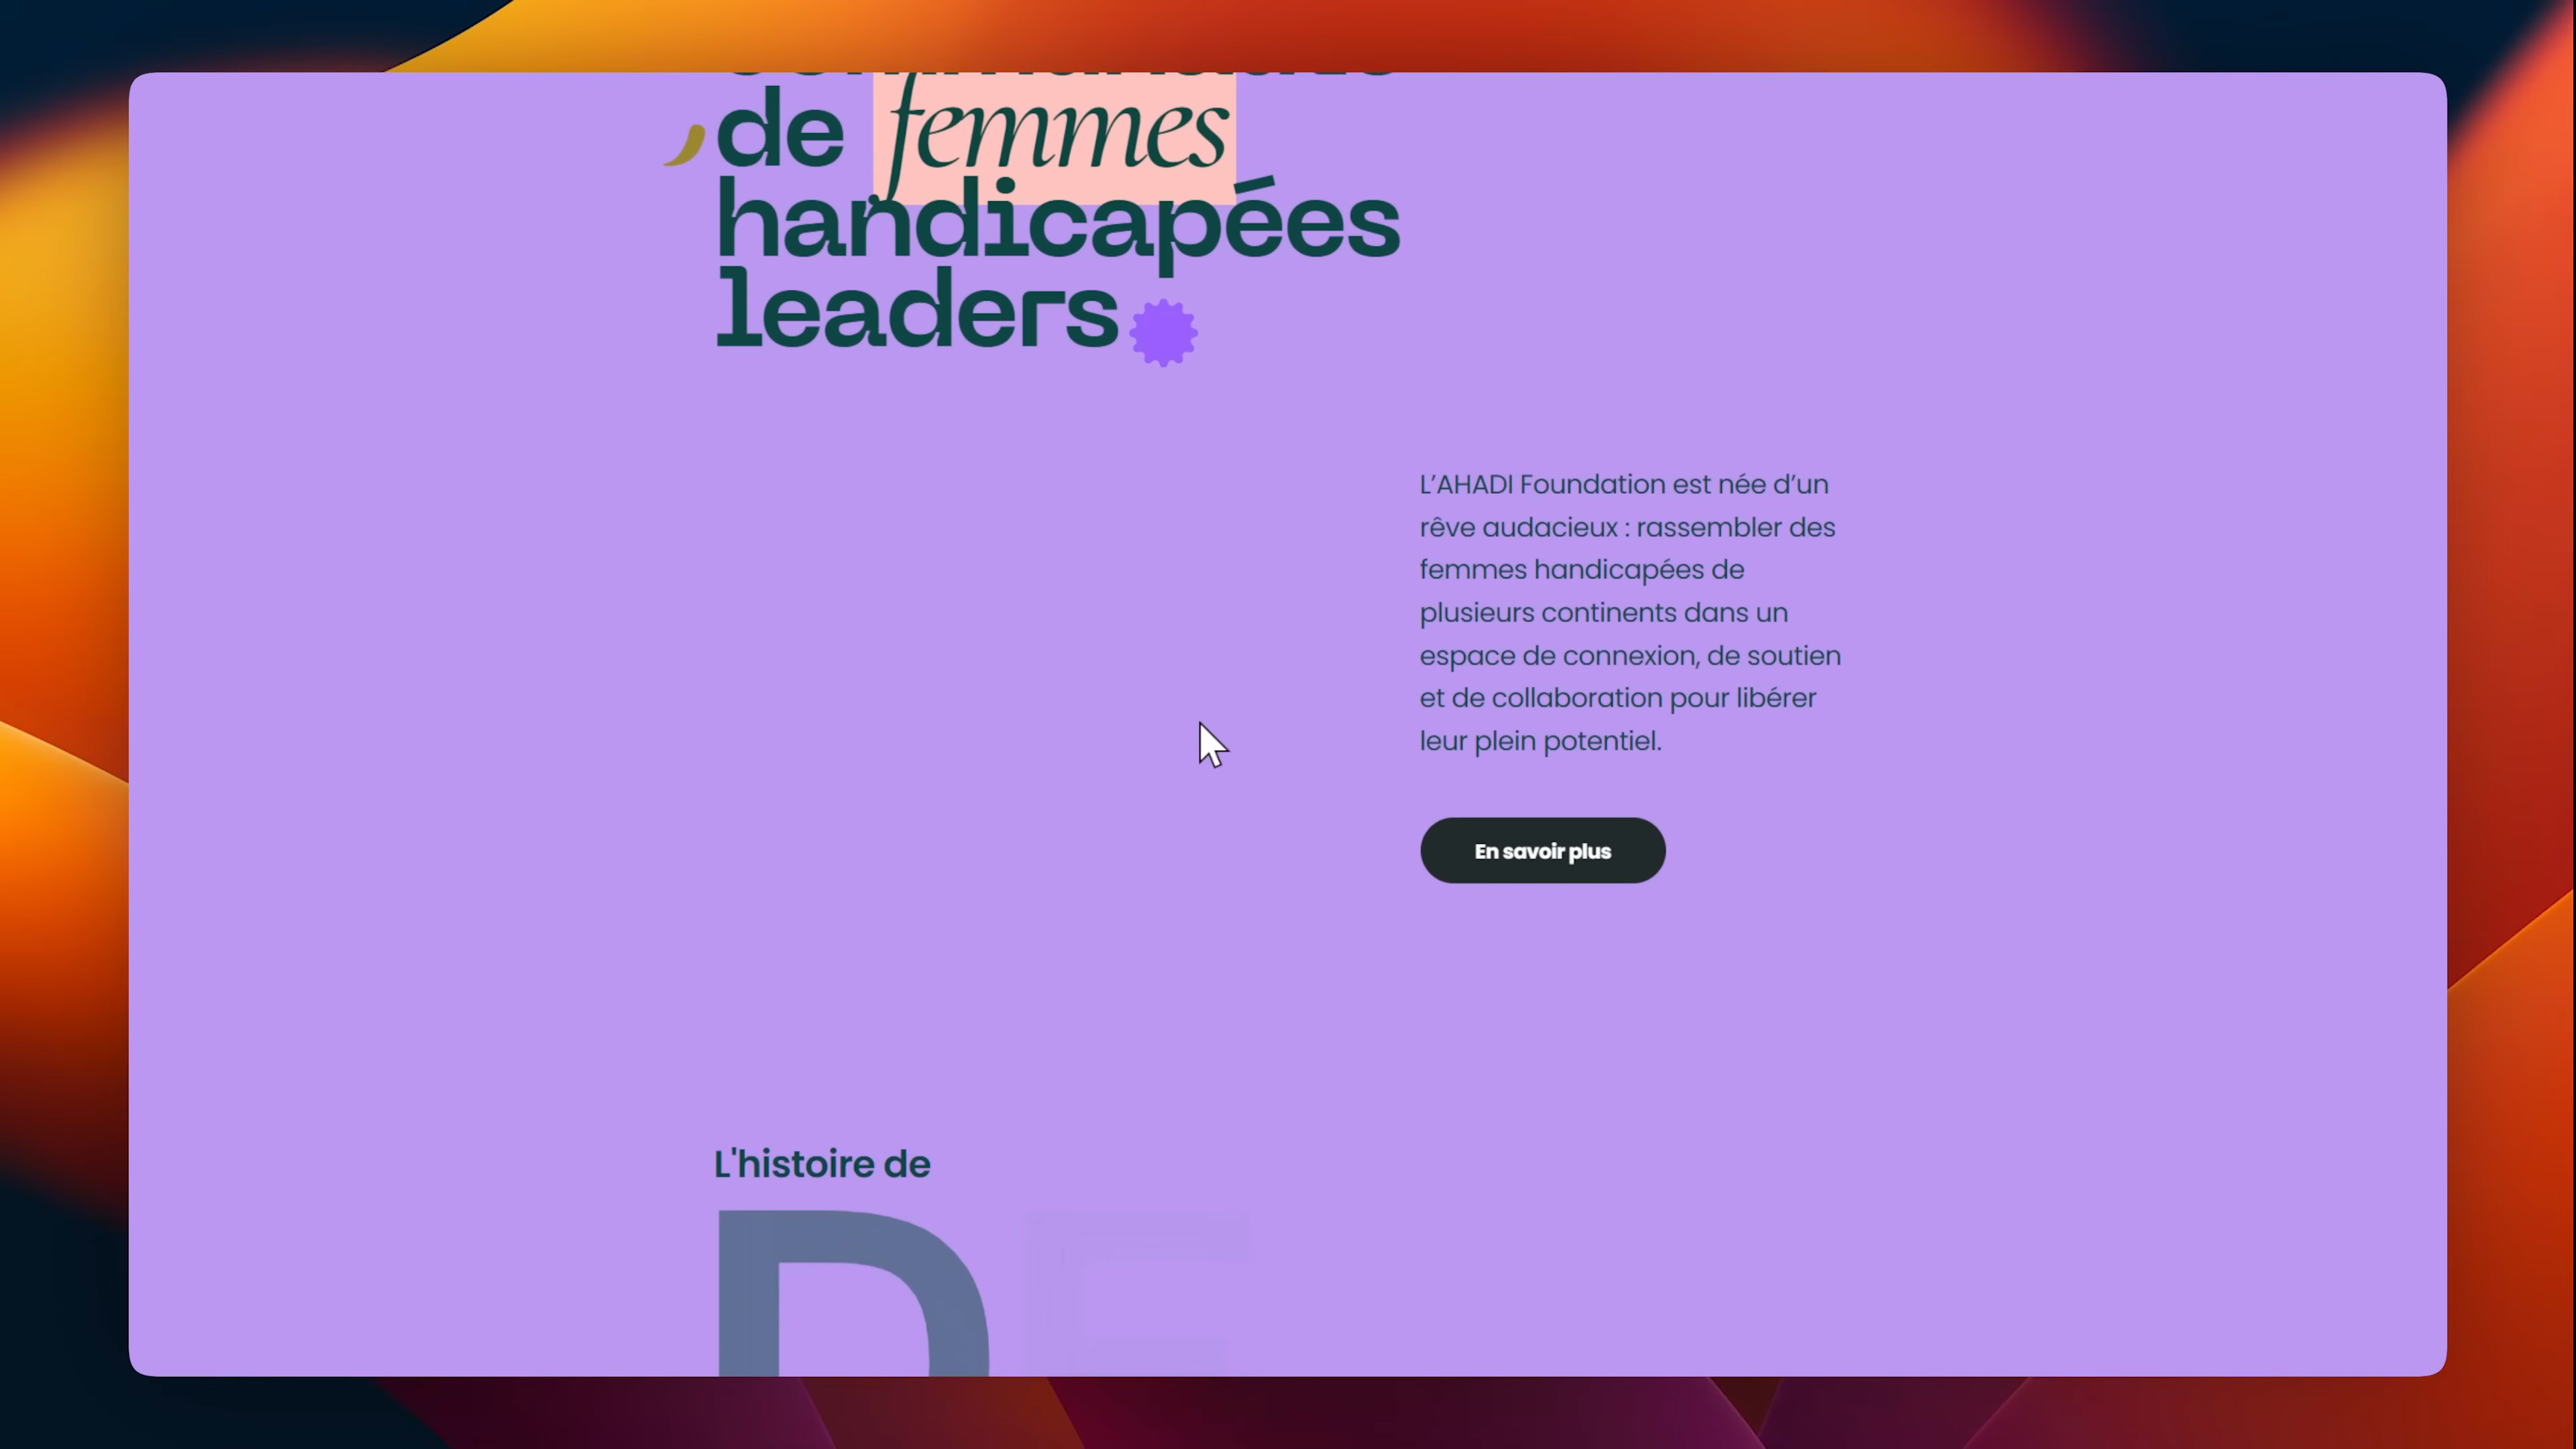 de femmes
handicapées
leaders
L’AHADI Foundation est née d’un
rêve audacieux : rassembler des
femmes handicapées de
plusieurs continents dans un
espace de connexion, de soutien
et de collaboration pour libérer
leur plein potentiel.
En savoir plus
L'histoire de
D